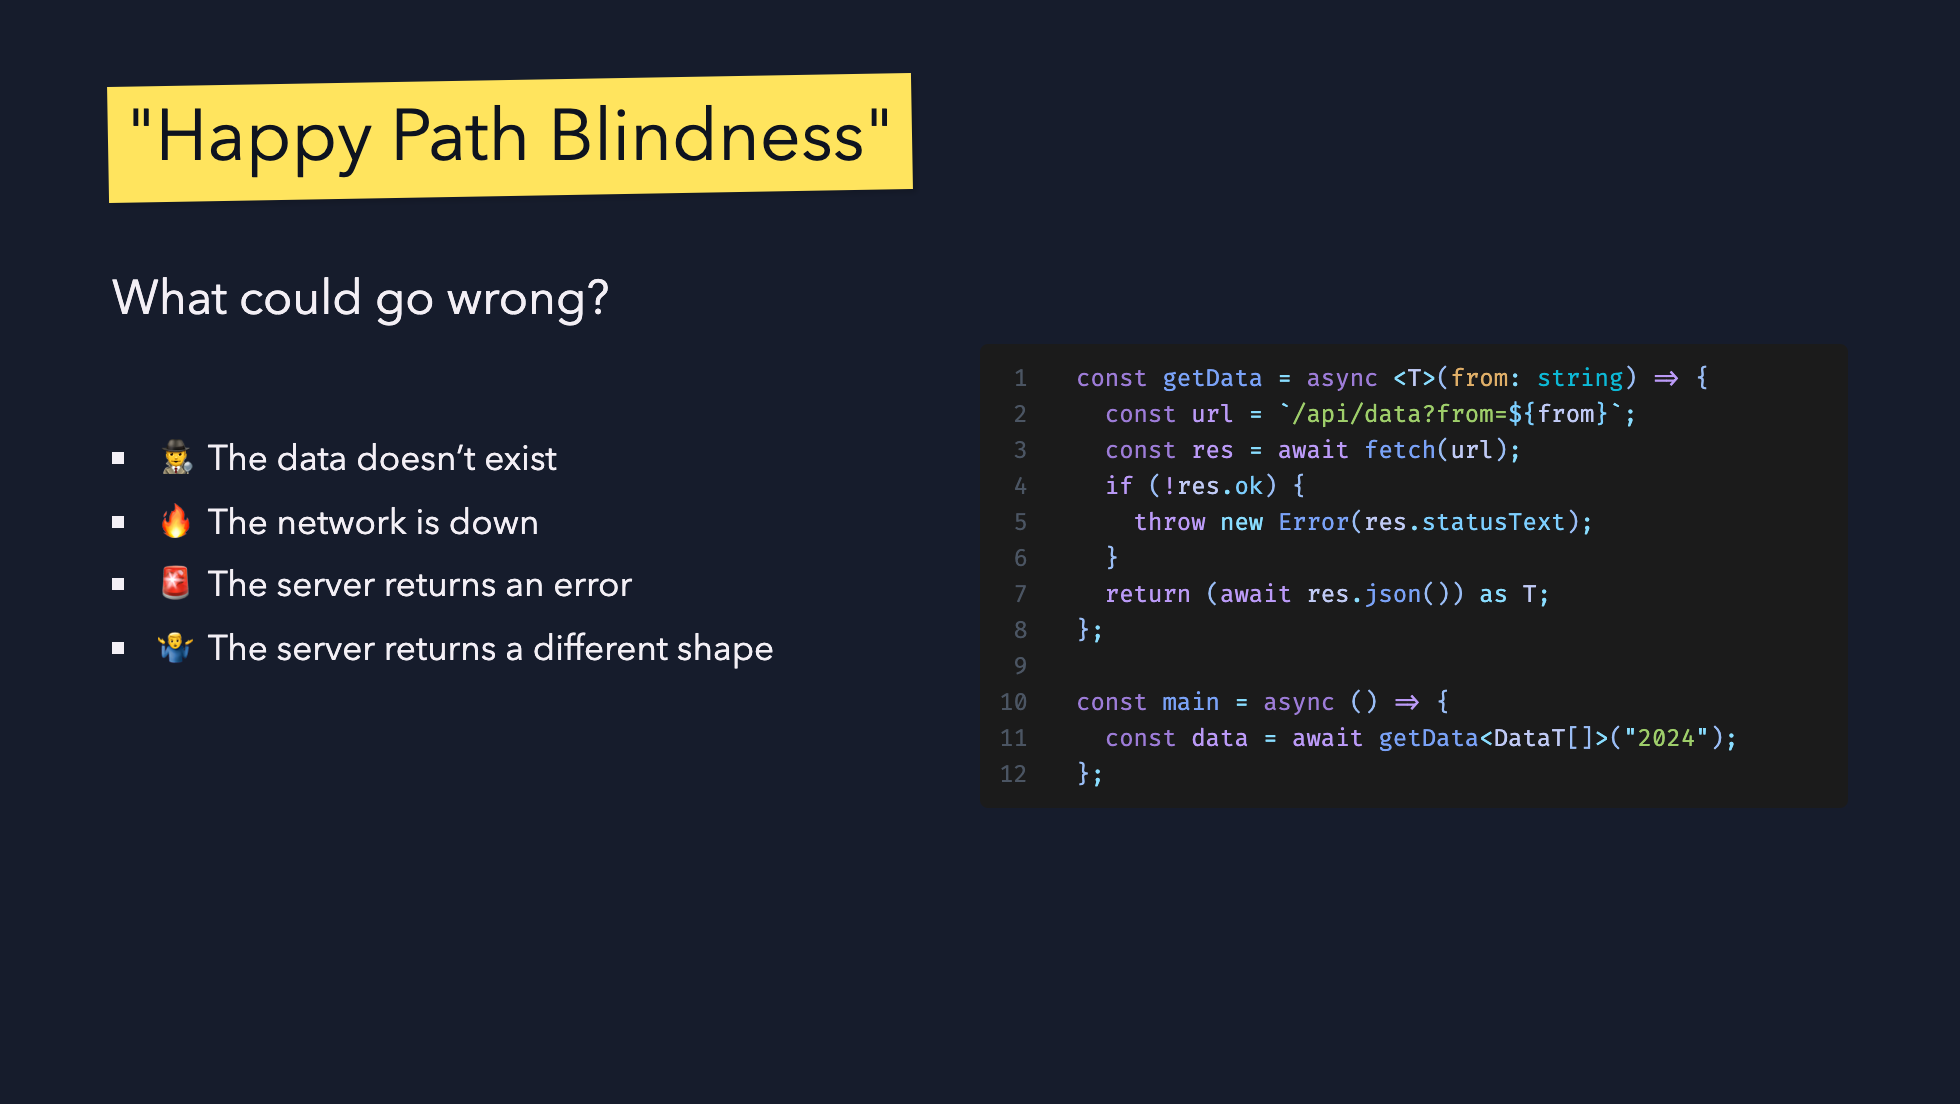 "Happy Path Blindness"
What could go wrong?
▪ 🕵️ The data doesn’t exist
▪ 🔥 The network is down
▪ 🚨 The server returns an error
▪ 🤷‍♂️ The server returns a different shape
1 const getData = async <T>(from: string) => {
2   const url = `/api/data?from=${from}`;
3   const res = await fetch(url);
4   if (!res.ok) {
5     throw new Error(res.statusText);
6   }
7   return (await res.json()) as T;
8 };
9
10 const main = async () => {
11   const data = await getData<DataT[]>("2024");
12 };